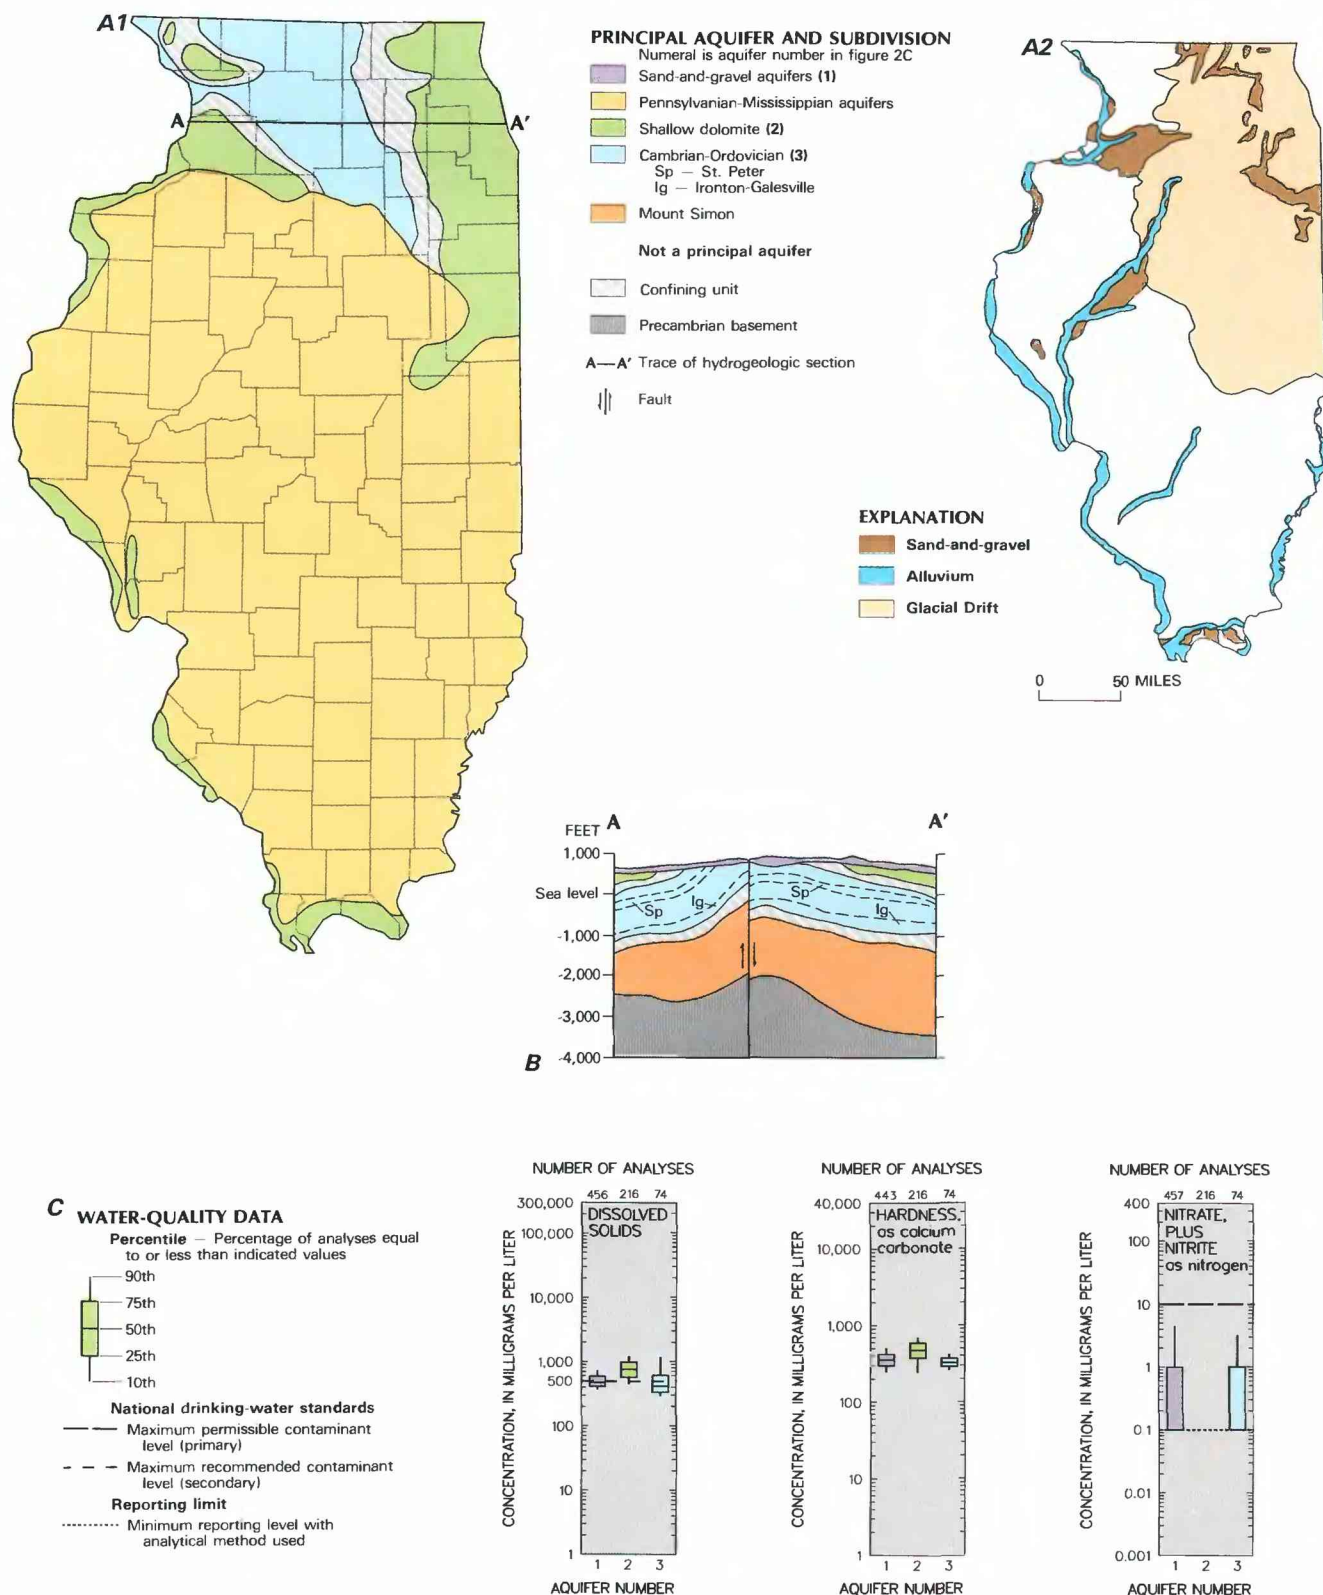 A1
A
A'
PRINCIPAL AQUIFER AND SUBDIVISION
Numeral is aquifer number in figure 2C
Sand-and-gravel aquifers (1)
Pennsylvanian-Mississippian aquifers
Shallow dolomite (2)
Cambrian-Ordovician (3)
Sp — St. Peter
Ig — Ironton-Galesville
Mount Simon
Not a principal aquifer
Confining unit
Precambrian basement
A—A' Trace of hydrogeologic section
Fault
A2
EXPLANATION
Sand-and-gravel
Alluvium
Glacial Drift
0 50 MILES
FEET A A'
1,000
Sea level
-1,000
-2,000
-3,000
-4,000
Sp
Ig
Sp
Ig
B
C WATER-QUALITY DATA
Percentile — Percentage of analyses equal
to or less than indicated values
90th
75th
50th
25th
10th
National drinking-water standards
Maximum permissible contaminant
level (primary)
Maximum recommended contaminant
level (secondary)
Reporting limit
Minimum reporting level with
analytical method used
NUMBER OF ANALYSES
456 216 74
DISSOLVED
SOLIDS
CONCENTRATION, IN MILLIGRAMS PER LITER
300,000
100,000
10,000
1,000
500
100
10
1
1 2 3
AQUIFER NUMBER
NUMBER OF ANALYSES
443 216 74
HARDNESS,
as calcium
carbonate
CONCENTRATION, IN MILLIGRAMS PER LITER
40,000
10,000
1,000
100
10
1
1 2 3
AQUIFER NUMBER
NUMBER OF ANALYSES
457 216 74
NITRATE,
PLUS
NITRITE
as nitrogen
CONCENTRATION, IN MILLIGRAMS PER LITER
400
100
10
1
0.1
0.01
0.001
1 2 3
AQUIFER NUMBER